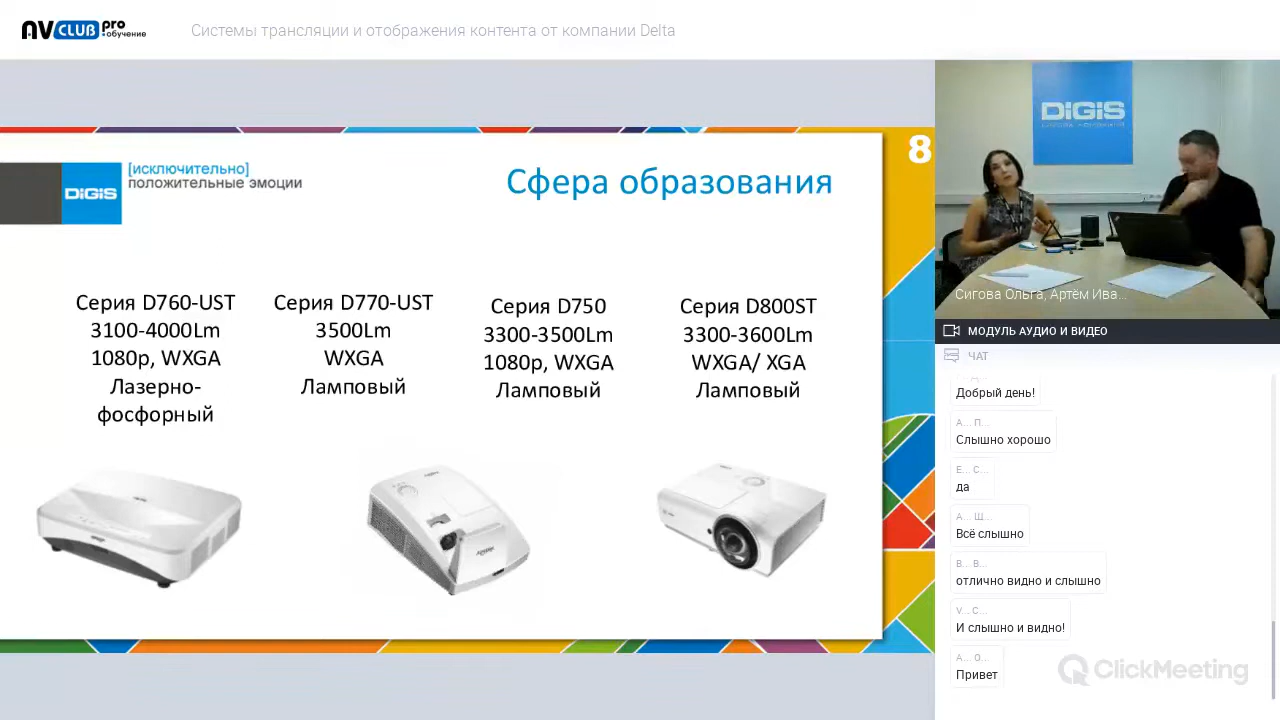 AVCLUBpro
обучение
Системы трансляции и отображения контента от компании Delta
DiGiS
[исключительно]
положительные эмоции
Сфера образования
8
Серия D760-UST
3100-4000Lm
1080p, WXGA
Лазерно-
фосфорный
Серия D770-UST
3500Lm
WXGA
Ламповый
Серия D750
3300-3500Lm
1080p, WXGA
Ламповый
Серия D800ST
3300-3600Lm
WXGA/ XGA
Ламповый
DiGiS
Сигова Ольга, Артём Ива...
МОДУЛЬ АУДИО И ВИДЕО
ЧАТ
Добрый день!
А... П...
Слышно хорошо
Е... С...
да
А... Ш...
Всё слышно
В... В...
отлично видно и слышно
V... С...
И слышно и видно!
А... О...
Привет
ClickMeeting